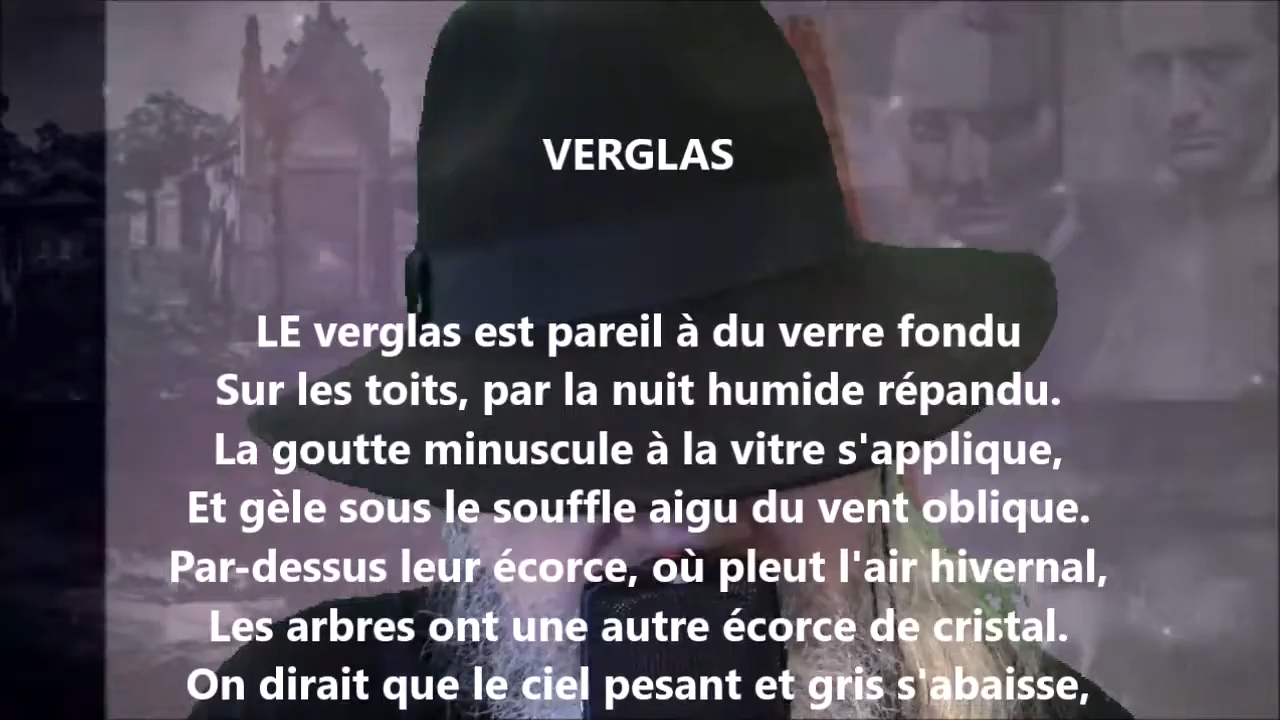 VERGLAS
LE verglas est pareil à du verre fondu
Sur les toits, par la nuit humide répandu.
La goutte minuscule à la vitre s'applique,
Et gèle sous le souffle aigu du vent oblique.
Par-dessus leur écorce, où pleut l'air hivernal,
Les arbres ont une autre écorce de cristal.
On dirait que le ciel pesant et gris s'abaisse,